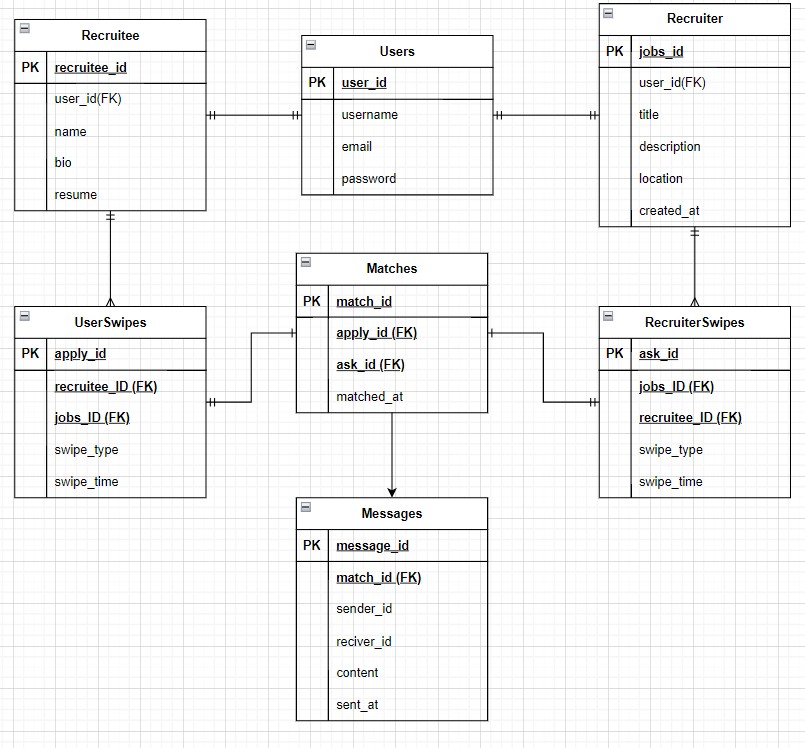 Recruitee
PK recruitee_id
user_id(FK)
name
bio
resume
Users
PK user_id
username
email
password
Recruiter
PK jobs_id
user_id(FK)
title
description
location
created_at
UserSwipes
PK apply_id
recruitee_ID (FK)
jobs_ID (FK)
swipe_type
swipe_time
Matches
PK match_id
apply_id (FK)
ask_id (FK)
matched_at
RecruiterSwipes
PK ask_id
jobs_ID (FK)
recruitee_ID (FK)
swipe_type
swipe_time
Messages
PK message_id
match_id (FK)
sender_id
reciver_id
content
sent_at